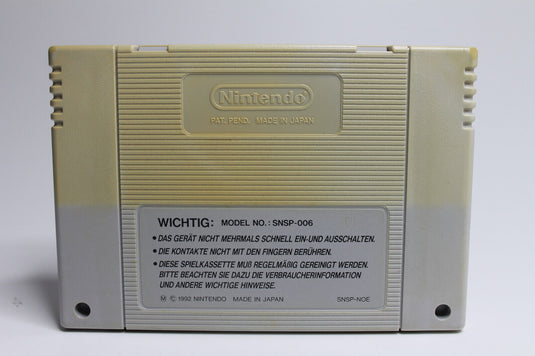 Nintendo
PAT. PEND. MADE IN JAPAN
WICHTIG: MODEL NO.: SNSP-006
• DAS GERÄT NICHT MEHRMALS SCHNELL EIN-UND AUSSCHALTEN.
• DIE KONTAKTE NICHT MIT DEN FINGERN BERÜHREN.
• DIESE SPIELKASSETTE MUß REGELMÄßIG GEREINIGT WERDEN.
BITTE BEACHTEN SIE DAZU DIE VERBRAUCHERINFORMATION
UND ANDERE WICHTIGE HINWEISE.
Ⓜ © 1992 NINTENDO MADE IN JAPAN SNSP-NOE